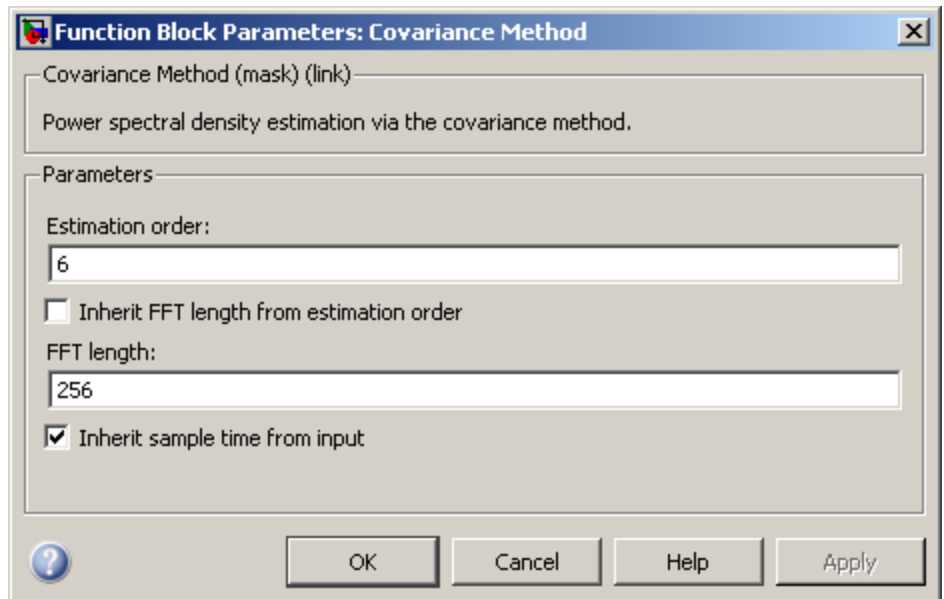 Function Block Parameters: Covariance Method
Covariance Method (mask) (link)
Power spectral density estimation via the covariance method.
Parameters
Estimation order:
6
Inherit FFT length from estimation order
FFT length:
256
Inherit sample time from input
OK Cancel Help Apply